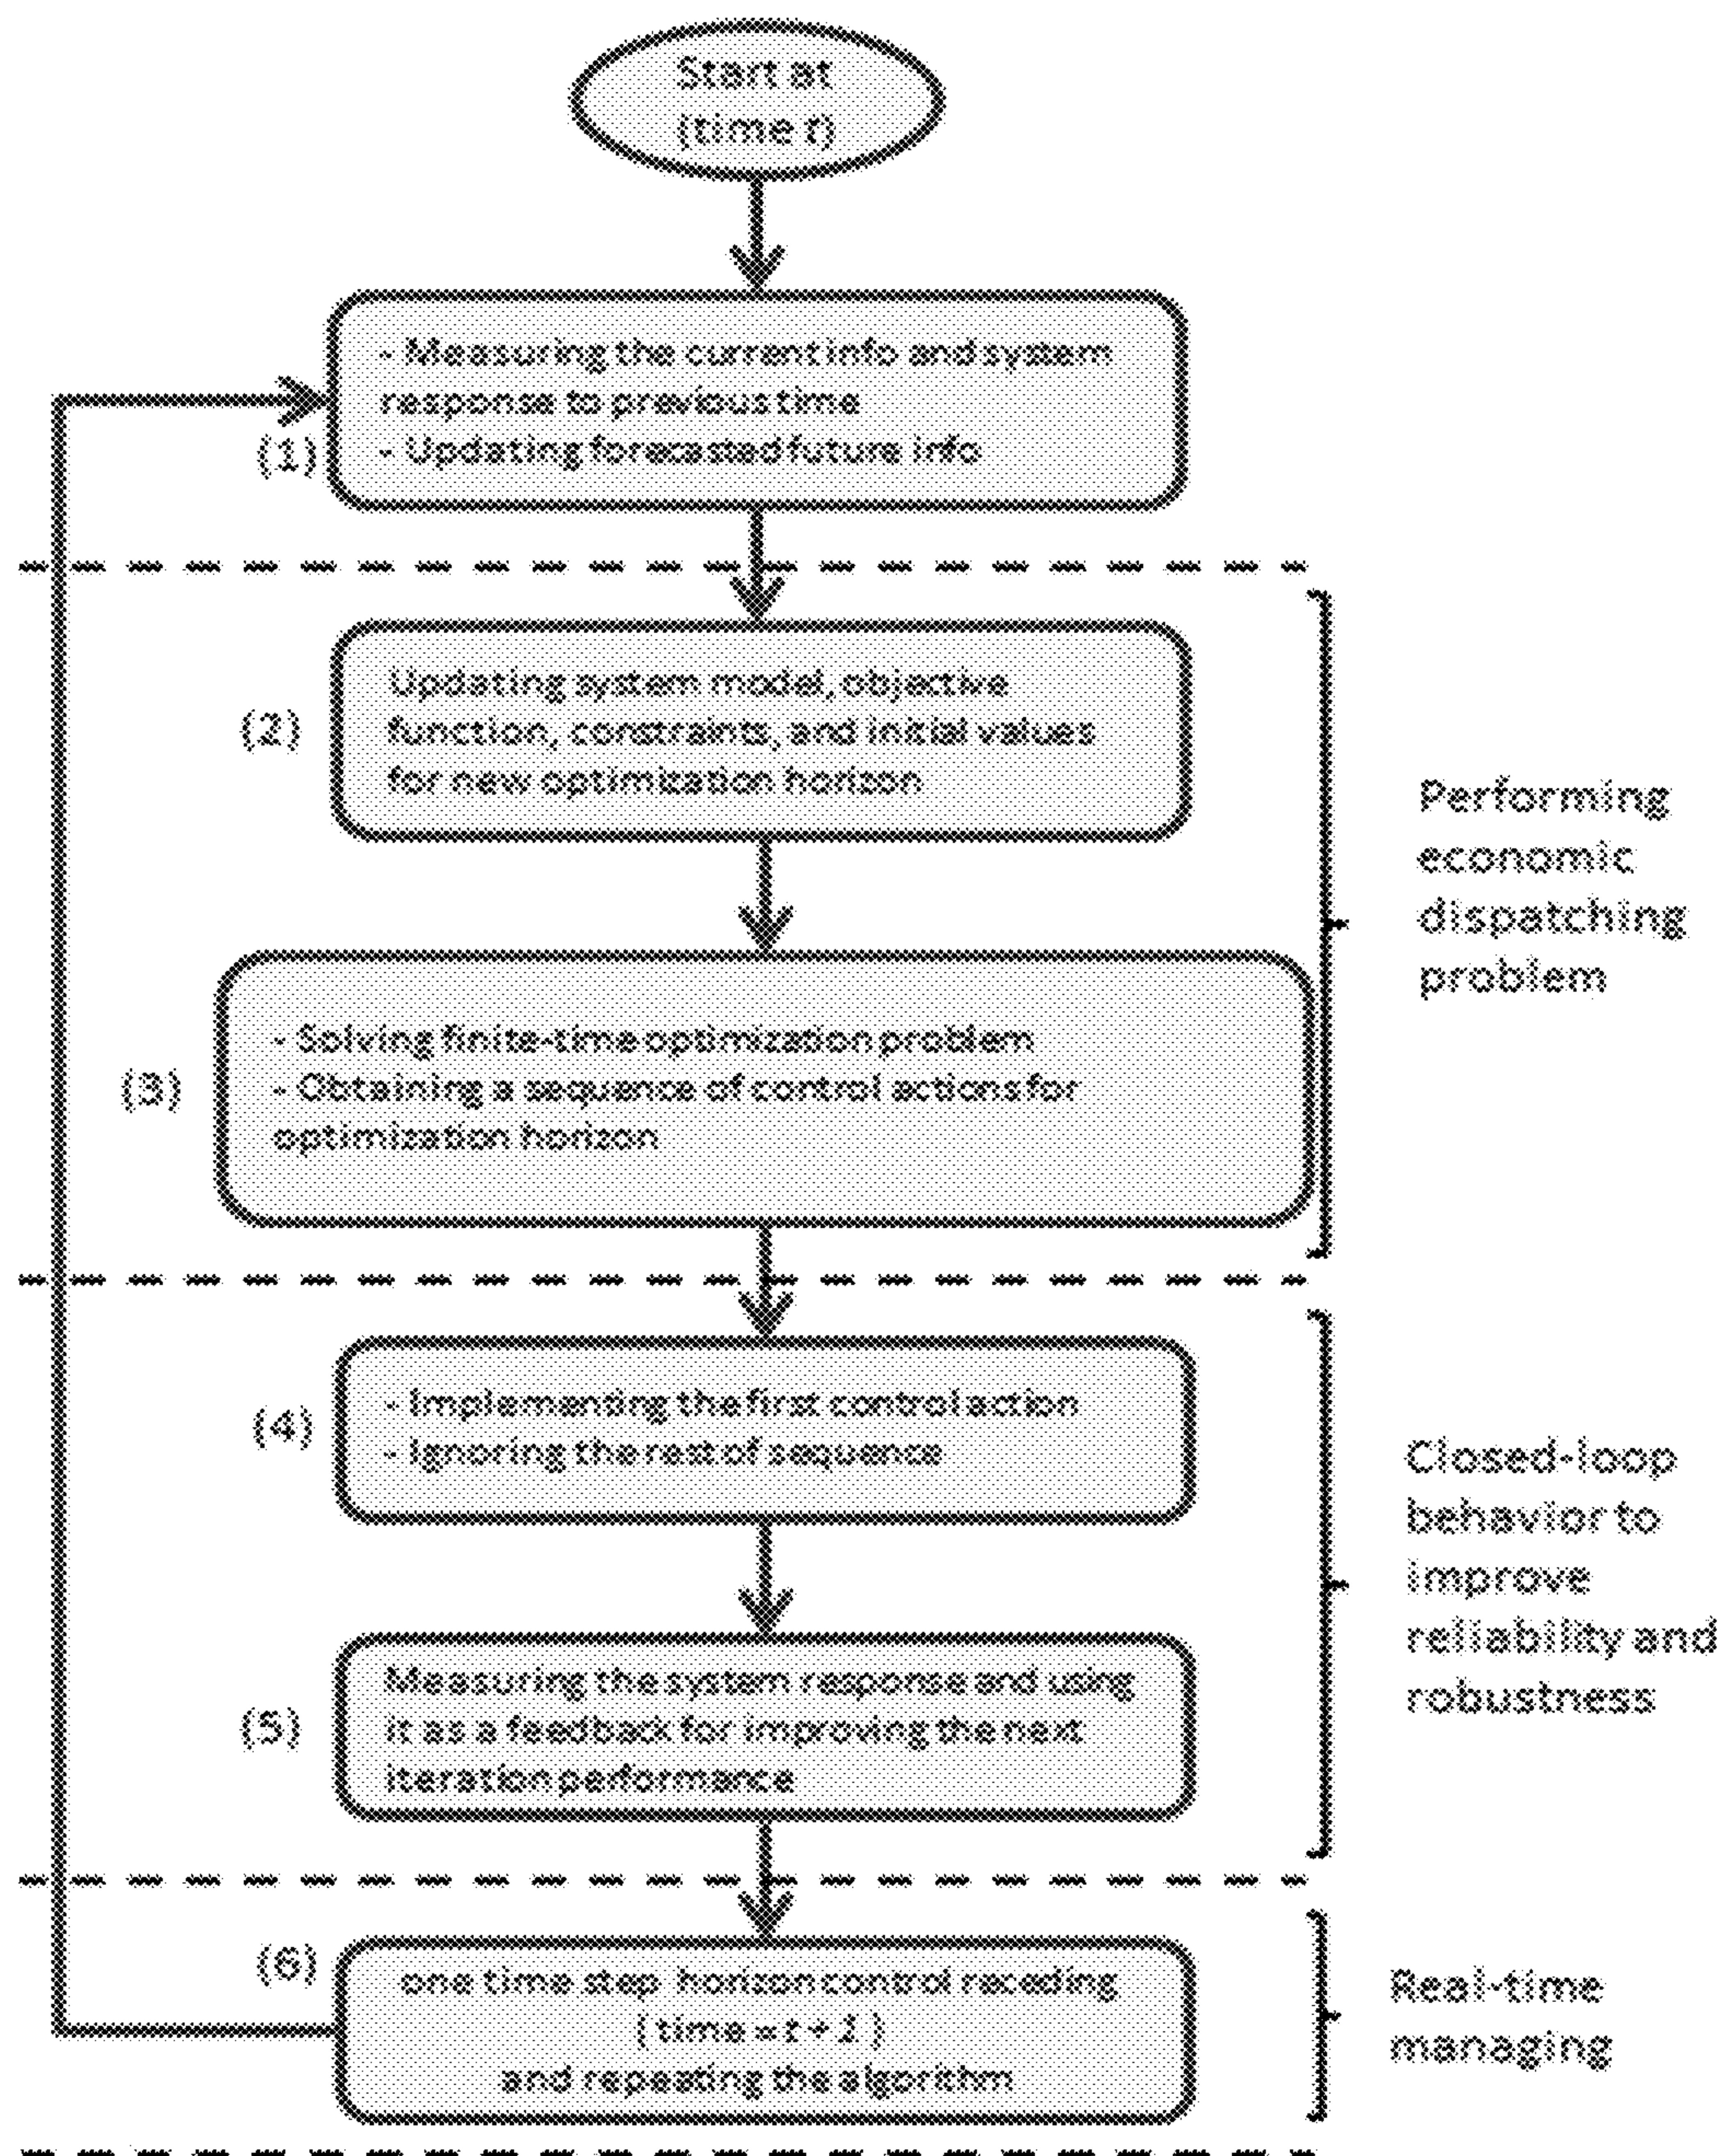 Start at
(time t)
- Measuring the current info and system
response to previous time
- Updating forecasted future info
(1)
Updating system model, objective
function, constraints, and initial values
for new optimization horizon
(2)
Performing
economic
dispatching
problem
- Solving finite-time optimization problem
- Obtaining a sequence of control actions for
optimization horizon
(3)
- Implementing the first control action
- Ignoring the rest of sequence
(4)
Closed-loop
behavior to
improve
reliability and
robustness
Measuring the system response and using
it as a feedback for improving the next
iteration performance
(5)
(6)
one time step horizon control receding
(time = t + 1)
and repeating the algorithm
Real-time
managing